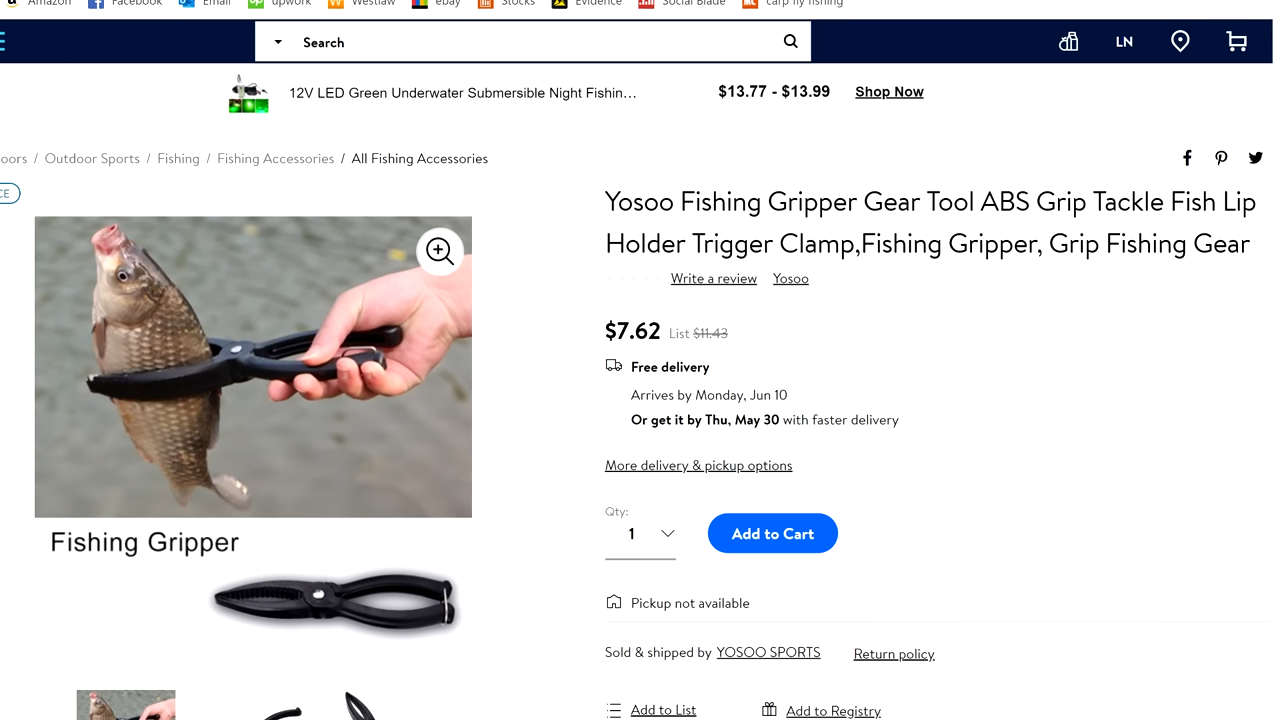 Amazon Facebook Email upwork Westlaw ebay Stocks Evidence Social Blade carp fly fishing
Search
LN
12V LED Green Underwater Submersible Night Fishin… $13.77 - $13.99 Shop Now
oors / Outdoor Sports / Fishing / Fishing Accessories / All Fishing Accessories
CE
Yosoo Fishing Gripper Gear Tool ABS Grip Tackle Fish Lip
Holder Trigger Clamp,Fishing Gripper, Grip Fishing Gear
Write a review Yosoo
$7.62 List $11.43
Free delivery
Arrives by Monday, Jun 10
Or get it by Thu, May 30 with faster delivery
More delivery & pickup options
Qty:
1
Add to Cart
Fishing Gripper
Pickup not available
Sold & shipped by YOSOO SPORTS Return policy
Add to List Add to Registry